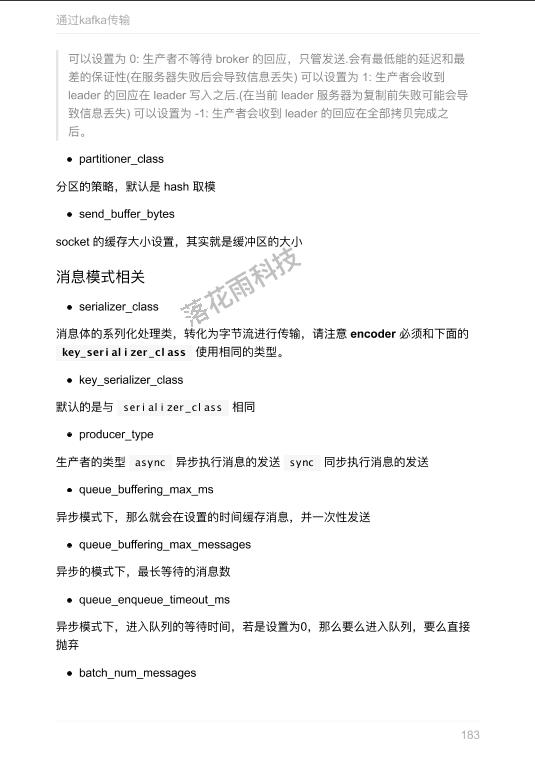 通过kafka传输
可以设置为 0: 生产者不等待 broker 的回应，只管发送.会有最低能的延迟和最
差的保证性(在服务器失败后会导致信息丢失) 可以设置为 1: 生产者会收到
leader 的回应在 leader 写入之后.(在当前 leader 服务器为复制前失败可能会导
致信息丢失) 可以设置为 -1: 生产者会收到 leader 的回应在全部拷贝完成之
后。
• partitioner_class
分区的策略，默认是 hash 取模
• send_buffer_bytes
socket 的缓存大小设置，其实就是缓冲区的大小
消息模式相关
落花雨科技
• serializer_class
消息体的系列化处理类，转化为字节流进行传输，请注意 encoder 必须和下面的
key_serializer_class 使用相同的类型。
• key_serializer_class
默认的是与 serializer_class 相同
• producer_type
生产者的类型 async 异步执行消息的发送 sync 同步执行消息的发送
• queue_buffering_max_ms
异步模式下，那么就会在设置的时间缓存消息，并一次性发送
• queue_buffering_max_messages
异步的模式下，最长等待的消息数
• queue_enqueue_timeout_ms
异步模式下，进入队列的等待时间，若是设置为0，那么要么进入队列，要么直接
抛弃
• batch_num_messages
183